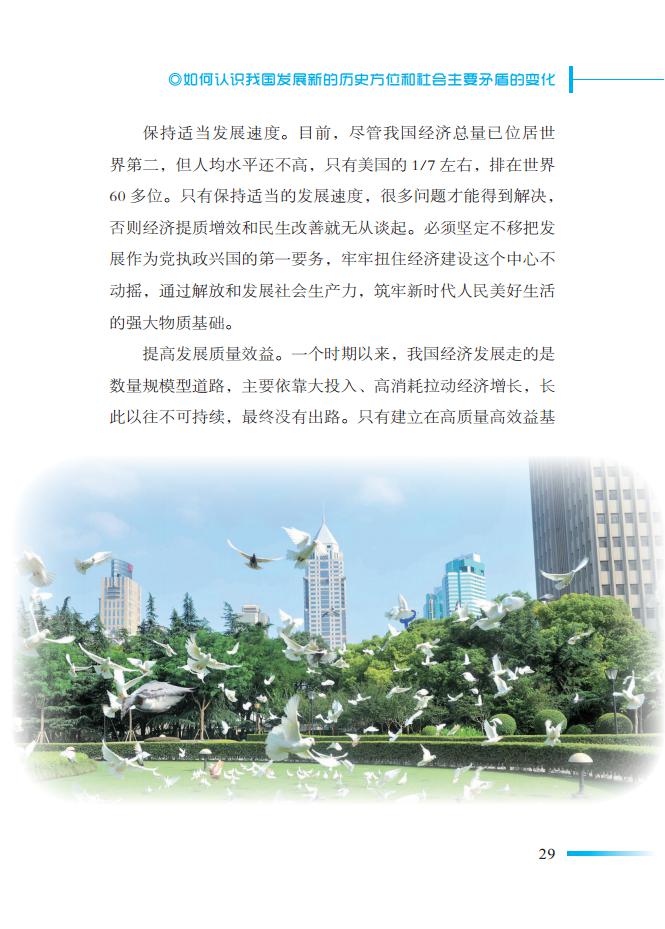 ◎如何认识我国发展新的历史方位和社会主要矛盾的变化
保持适当发展速度。目前，尽管我国经济总量已位居世
界第二，但人均水平还不高，只有美国的 1/7 左右，排在世界
60 多位。只有保持适当的发展速度，很多问题才能得到解决，
否则经济提质增效和民生改善就无从谈起。必须坚定不移把发
展作为党执政兴国的第一要务，牢牢扭住经济建设这个中心不
动摇，通过解放和发展社会生产力，筑牢新时代人民美好生活
的强大物质基础。
提高发展质量效益。一个时期以来，我国经济发展走的是
数量规模型道路，主要依靠大投入、高消耗拉动经济增长，长
此以往不可持续，最终没有出路。只有建立在高质量高效益基
29